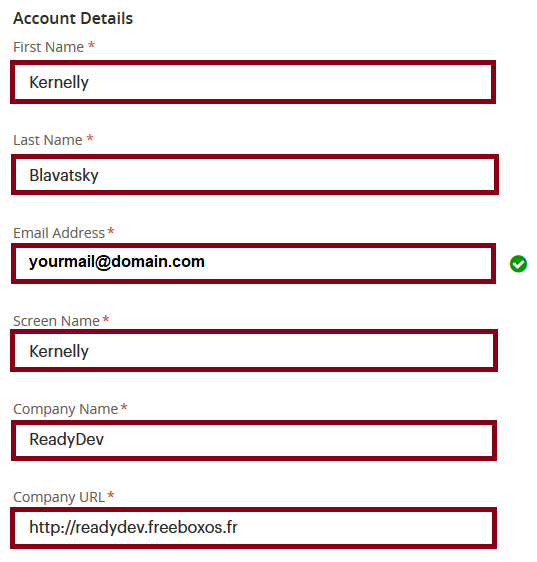 Account Details
First Name *
Kernelly
Last Name *
Blavatsky
Email Address*
yourmail@domain.com
Screen Name*
Kernelly
Company Name*
ReadyDev
Company URL*
http://readydev.freeboxos.fr